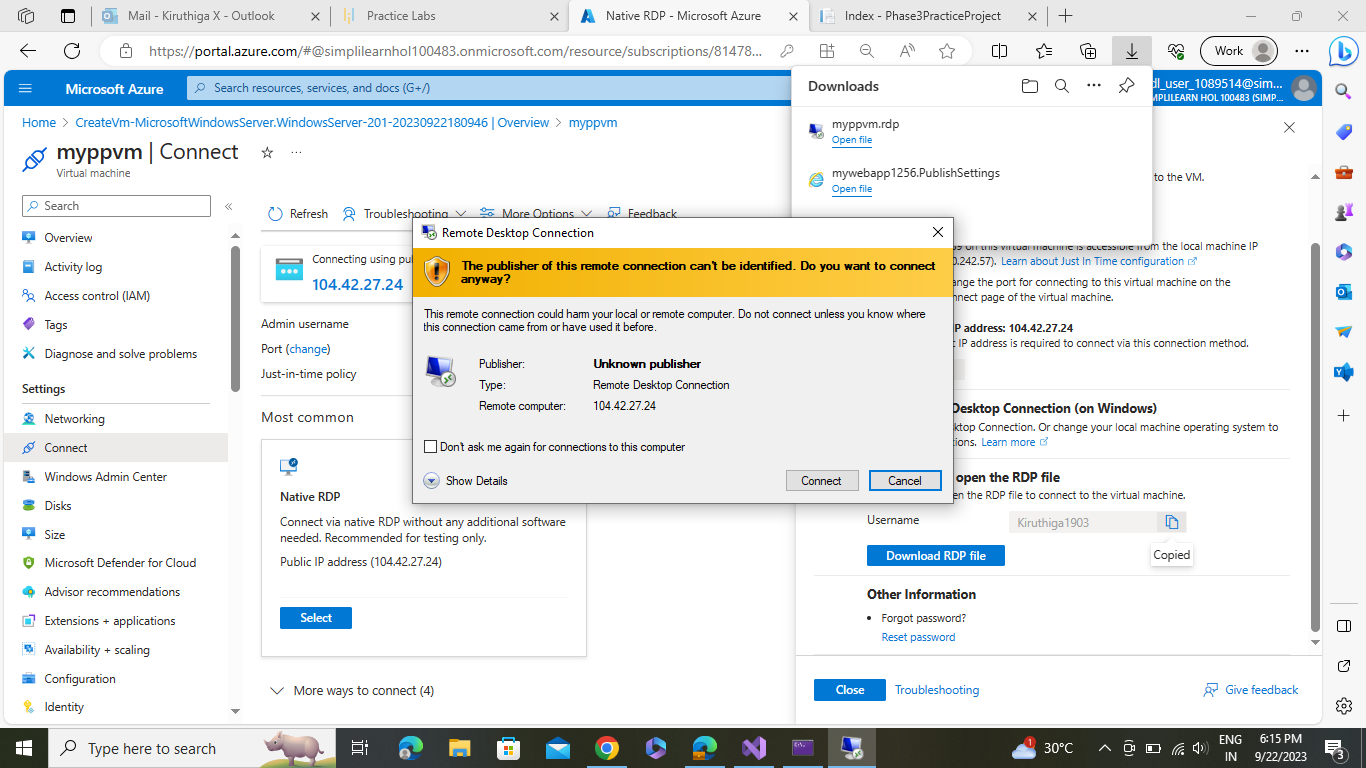 Mail - Kiruthiga X - Outlook
Practice Labs
Native RDP - Microsoft Azure
Index - Phase3PracticeProject
https://portal.azure.com/#@simplilearnhol100483.onmicrosoft.com/resource/subscriptions/81478...
Work
Microsoft Azure
Search resources, services, and docs (G+/)
dl_user_1089514@sim...
SIMPLILEARN HOL 100483 (SIMP...
Downloads
myppvm.rdp
Open file
mywebapp1256.PublishSettings
Open file
Home > CreateVm-MicrosoftWindowsServer.WindowsServer-201-20230922180946 | Overview > myppvm
myppvm | Connect
Virtual machine
Search
Refresh
Troubleshooting
More Options
Feedback
Overview
Activity log
Access control (IAM)
Tags
Diagnose and solve problems
Settings
Networking
Connect
Windows Admin Center
Disks
Size
Microsoft Defender for Cloud
Advisor recommendations
Extensions + applications
Availability + scaling
Configuration
Identity
Connecting using
104.42.27.24
Admin username
Port (change)
Just-in-time policy
Most common
Native RDP
Connect via native RDP without any additional software
needed. Recommended for testing only.
Public IP address (104.42.27.24)
Select
More ways to connect (4)
Remote Desktop Connection
The publisher of this remote connection can't be identified. Do you want to connect
anyway?
This remote connection could harm your local or remote computer. Do not connect unless you know where
this connection came from or have used it before.
Publisher: Unknown publisher
Type: Remote Desktop Connection
Remote computer: 104.42.27.24
Don't ask me again for connections to this computer
Show Details
Connect
Cancel
to the VM.
on this virtual machine is accessible from the local machine IP
.242.57). Learn about Just In Time configuration
the port for connecting to this virtual machine on the
page of the virtual machine.
IP address: 104.42.27.24
IP address is required to connect via this connection method.
Desktop Connection (on Windows)
Desktop Connection. Or change your local machine operating system to
Learn more
open the RDP file
the RDP file to connect to the virtual machine.
Username
Kiruthiga1903
Copied
Download RDP file
Other Information
Forgot password?
Reset password
Close
Troubleshooting
Give feedback
Type here to search
1
30°C
ENG
IN
6:15 PM
9/22/2023
3